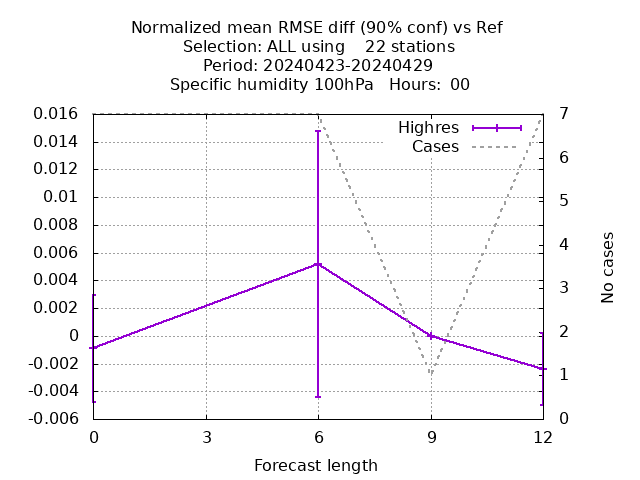 Normalized mean RMSE diff (90% conf) vs Ref
Selection: ALL using    22 stations
Period: 20240423-20240429
Specific humidity 100hPa   Hours:  00
0.016
0.014
0.012
0.01
0.008
0.006
0.004
0.002
0
-0.002
-0.004
-0.006
Highres
Cases
7
6
5
4
3
2
1
0
No cases
0 3 6 9 12
Forecast length